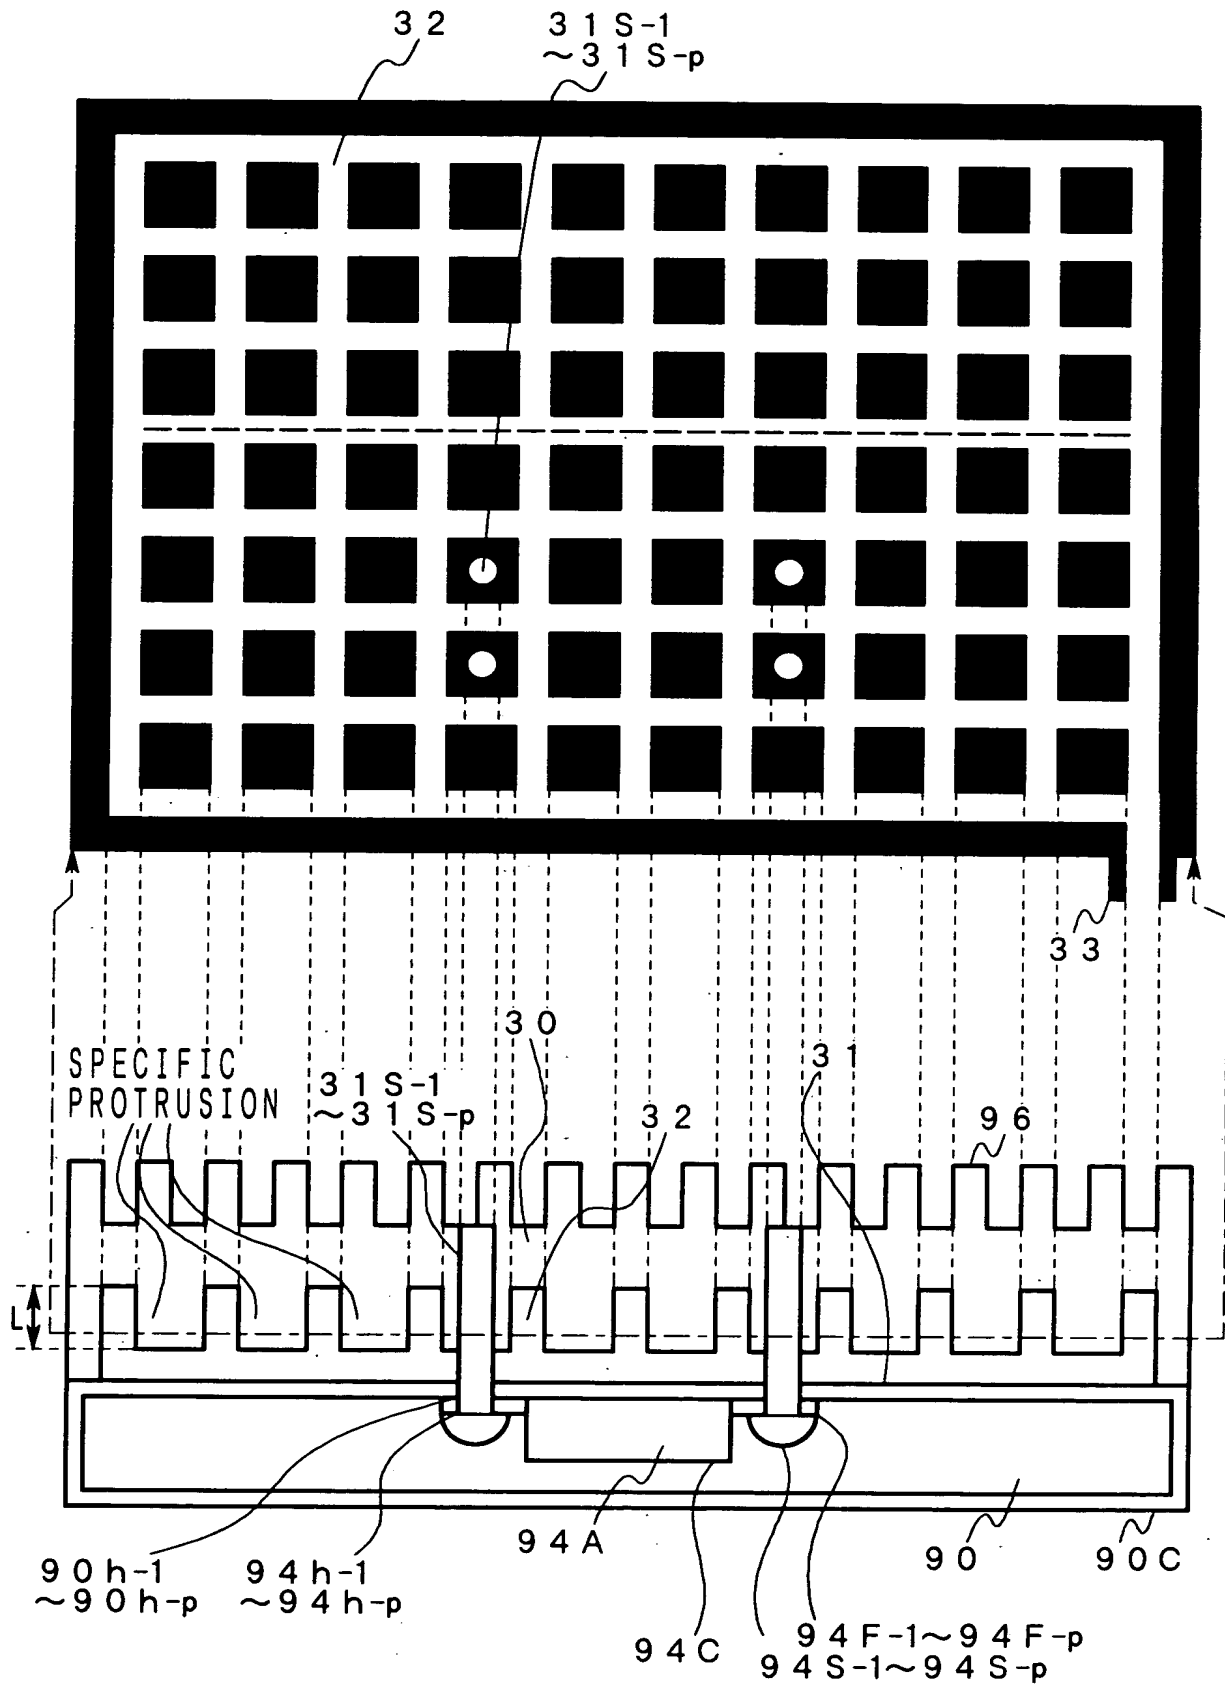 32
31S-1
～31S-p
33
30
SPECIFIC
PROTRUSION
31S-1
～31S-p
32
31
96
L
94A
90
90C
90h-1
～90h-p
94h-1
～94h-p
94C
94F-1～94F-p
94S-1～94S-p